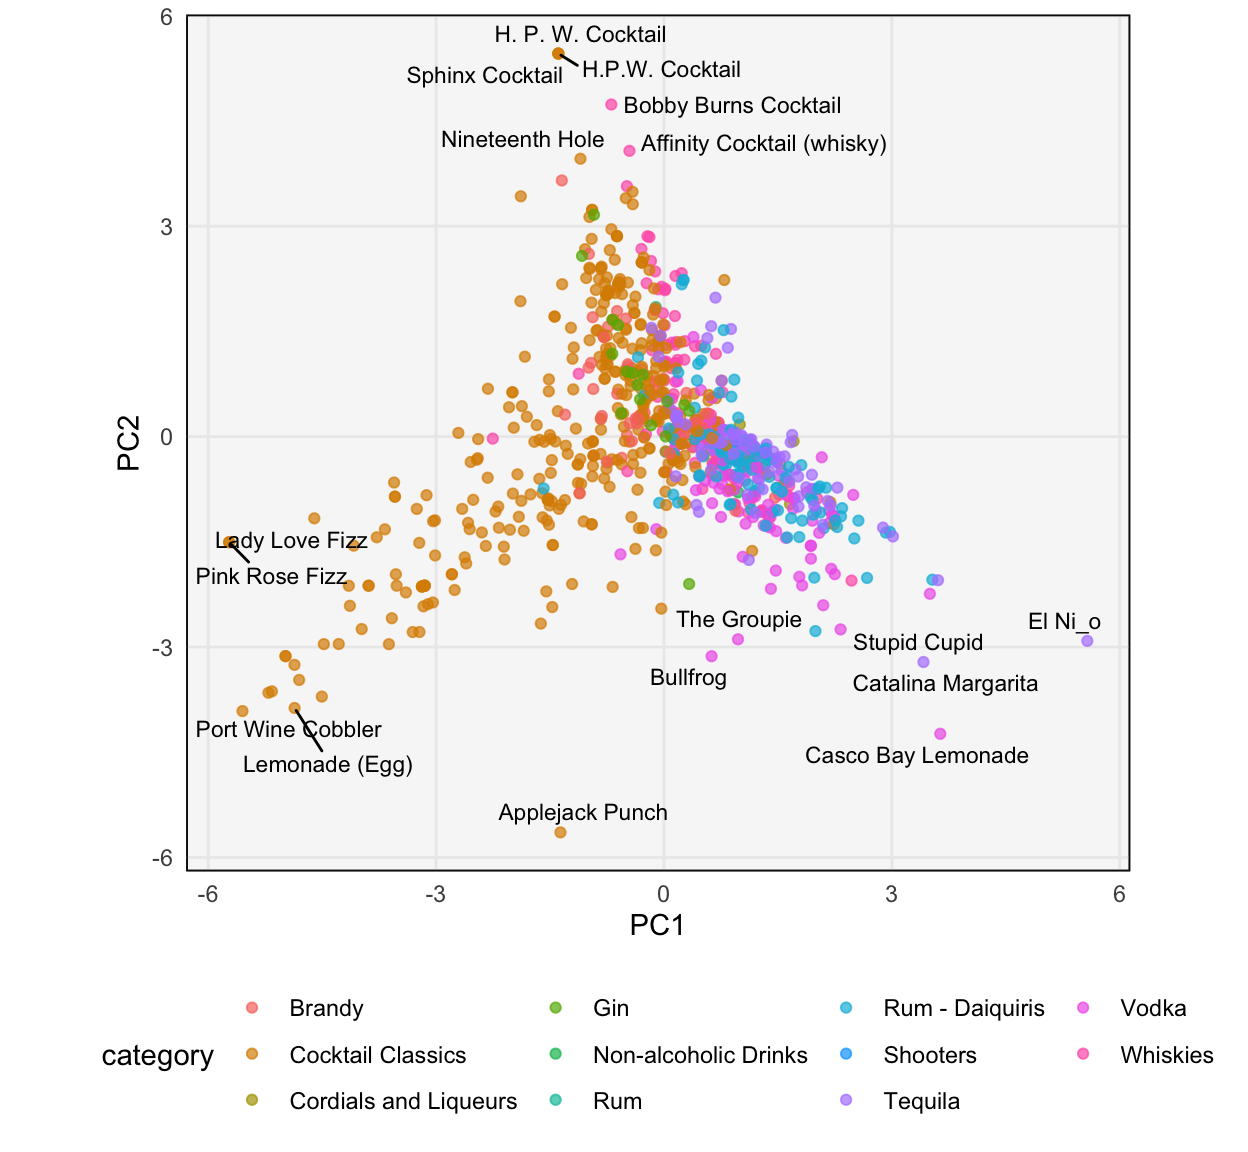 6
H. P. W. Cocktail
H.P.W. Cocktail
Sphinx Cocktail
Bobby Burns Cocktail
Nineteenth Hole
Affinity Cocktail (whisky)
3
PC2
0
Lady Love Fizz
Pink Rose Fizz
The Groupie
El Ni_o
Stupid Cupid
-3
Bullfrog
Catalina Margarita
Port Wine Cobbler
Casco Bay Lemonade
Lemonade (Egg)
Applejack Punch
-6
-6
-3
0
3
6
PC1
category
Brandy
Cocktail Classics
Cordials and Liqueurs
Gin
Non-alcoholic Drinks
Rum
Rum - Daiquiris
Shooters
Tequila
Vodka
Whiskies